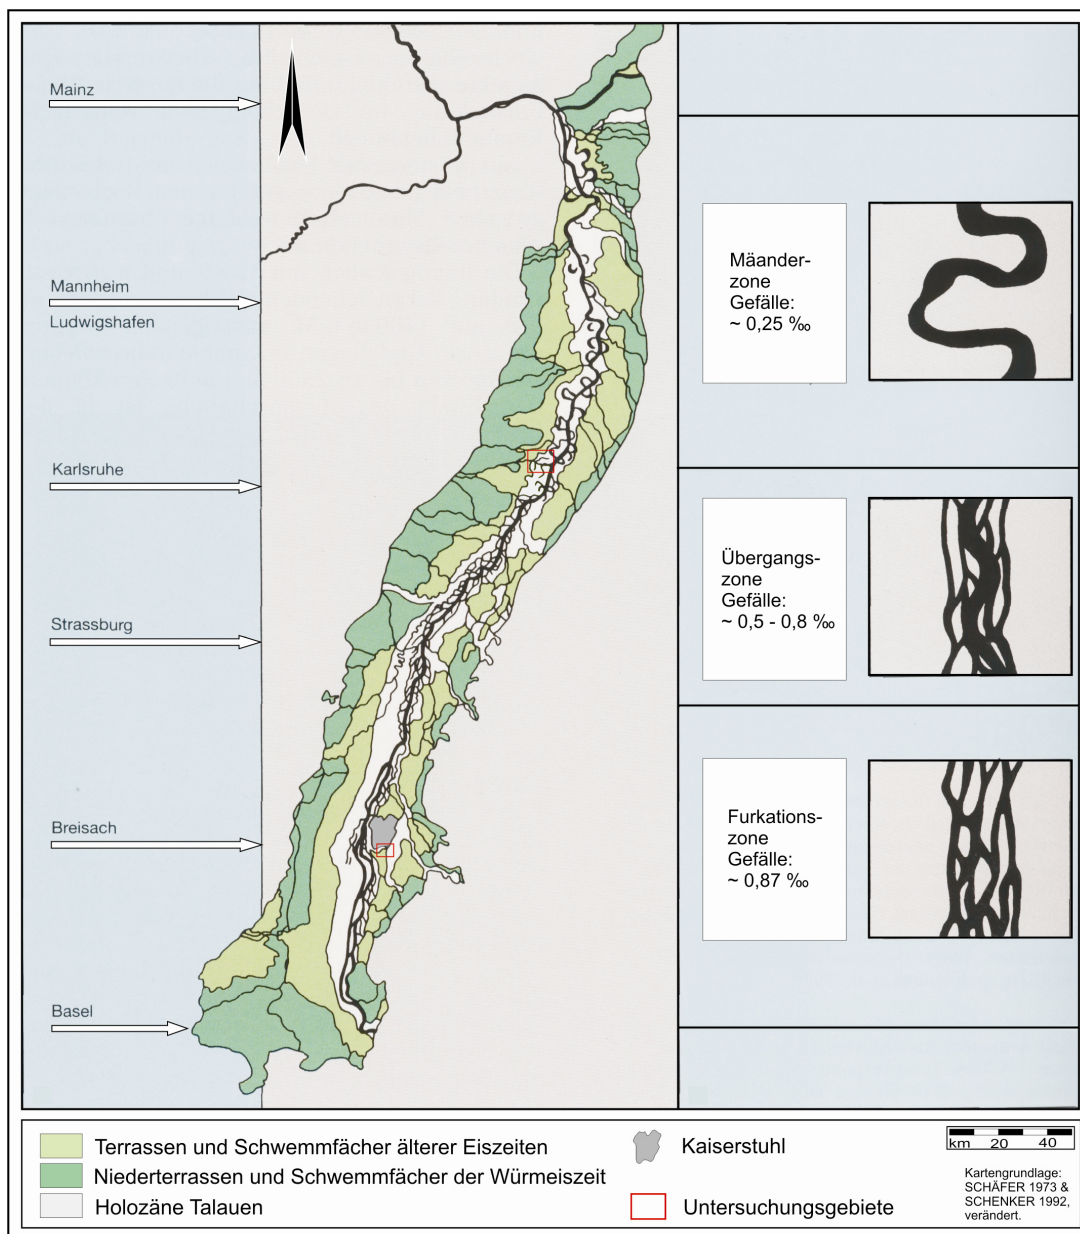 Mainz
Mannheim
Ludwigshafen
Karlsruhe
Strassburg
Breisach
Basel
Mäander-
zone
Gefälle:
~ 0,25 ‰
Übergangs-
zone
Gefälle:
~ 0,5 - 0,8 ‰
Furkations-
zone
Gefälle:
~ 0,87 ‰
Terrassen und Schwemmfächer älterer Eiszeiten
Niederterrassen und Schwemmfächer der Würmeiszeit
Holozäne Talauen
Kaiserstuhl
Untersuchungsgebiete
km 20 40
Kartengrundlage:
SCHÄFER 1973 &
SCHENKER 1992,
verändert.